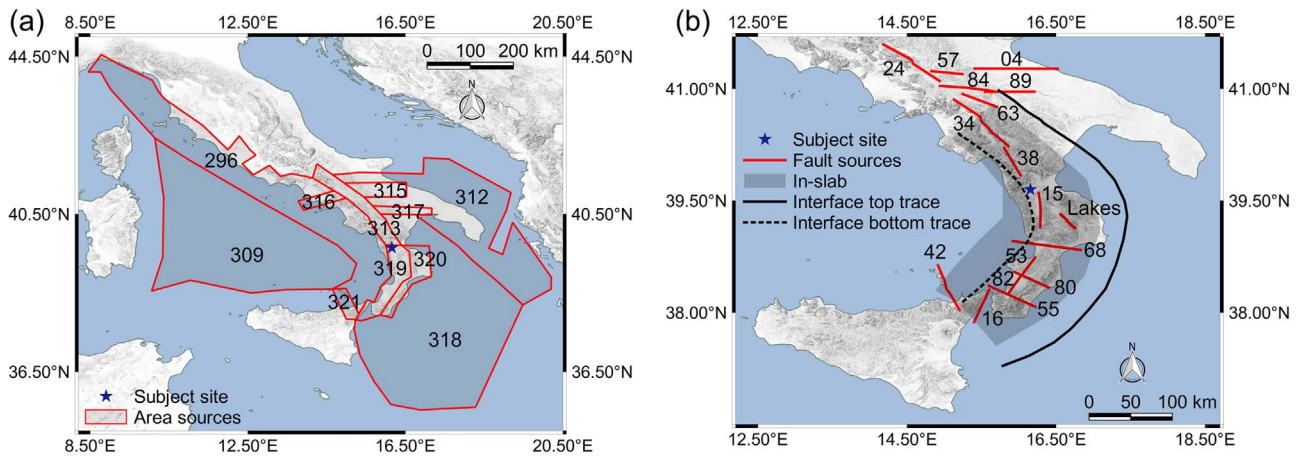 (a)
8.50°E 12.50°E 16.50°E 20.50°E
44.50°N 44.50°N
0 100 200 km
N
296
315
312
316
317
40.50°N 40.50°N
313
309
319
320
321
318
36.50°N 36.50°N
Subject site
Area sources
8.50°E 12.50°E 16.50°E 20.50°E
(b)
12.50°E 14.50°E 16.50°E 18.50°E
57 04
24
84 89
41.00°N 41.00°N
63
34
Subject site
Fault sources
38
In-slab
Interface top trace
39.50°N 39.50°N
15
Lakes
Interface bottom trace
42
53
68
82
80
55
16
38.00°N 38.00°N
N
0 50 100 km
12.50°E 14.50°E 16.50°E 18.50°E